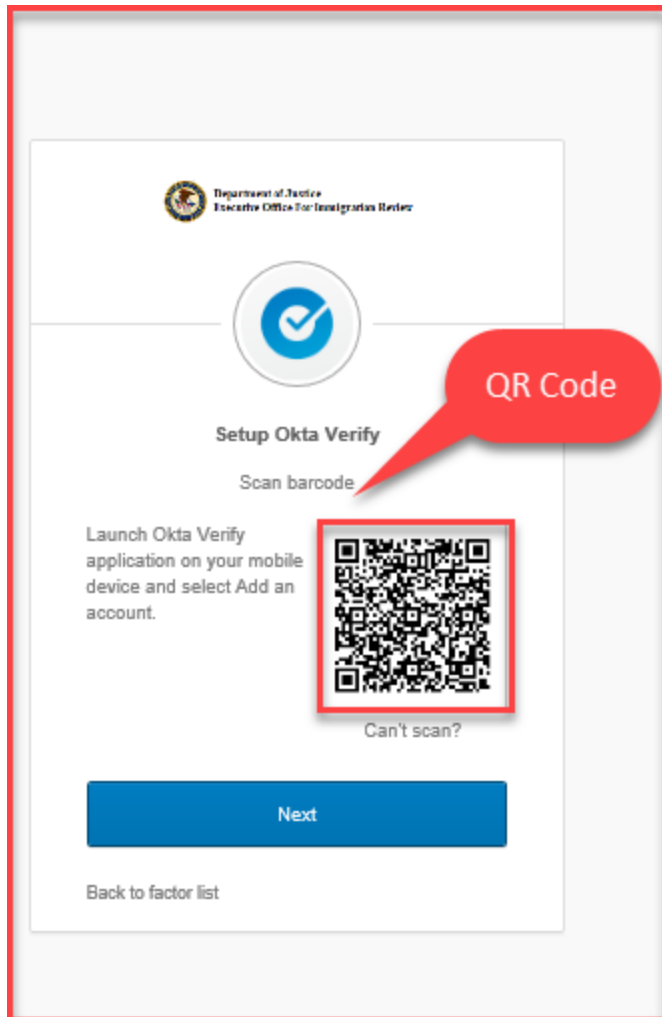 Department of Justice
Executive Office For Immigration Review
QR Code
Setup Okta Verify
Scan barcode
Launch Okta Verify
application on your mobile
device and select Add an
account.
Can't scan?
Next
Back to factor list